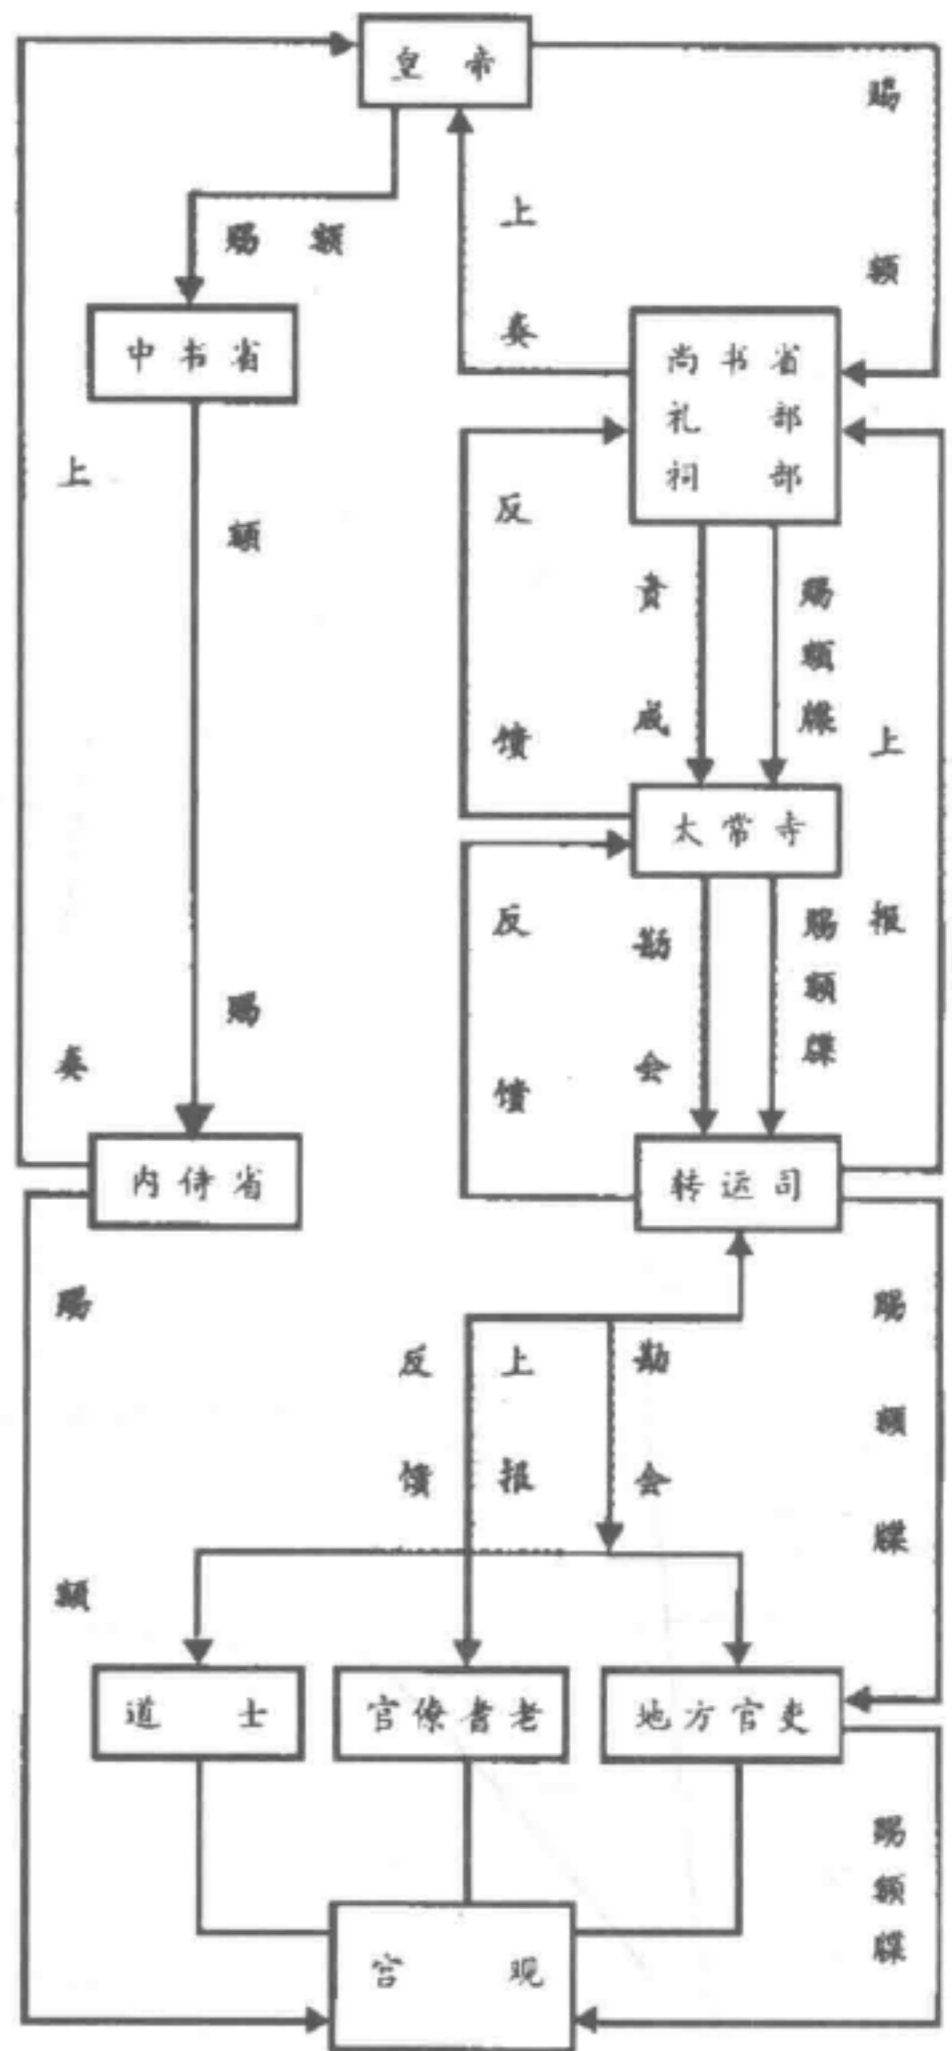 皇 帝
赐 额
赐 额
上 奏
中书省
尚书省
礼 部
祠 部
上 奏
额 赐
反 馈
责 成
赐额牒
上 报
太常寺
反 馈
勘 会
赐额牒
内侍省
转运司
赐 额
反 馈
上 报
勘 会
赐额牒
道 士
官僚耆老
地方官吏
赐额牒
宫 观